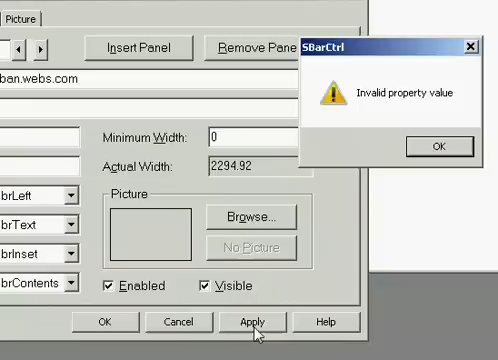 Picture
Insert Panel
Remove Pane
SBarCtrl
ban.webs.com
Invalid property value
OK
Minimum Width:
0
Actual Width:
2294.92
brLeft
Picture
brText
Browse...
brInset
No Picture
brContents
Enabled
Visible
OK
Cancel
Apply
Help